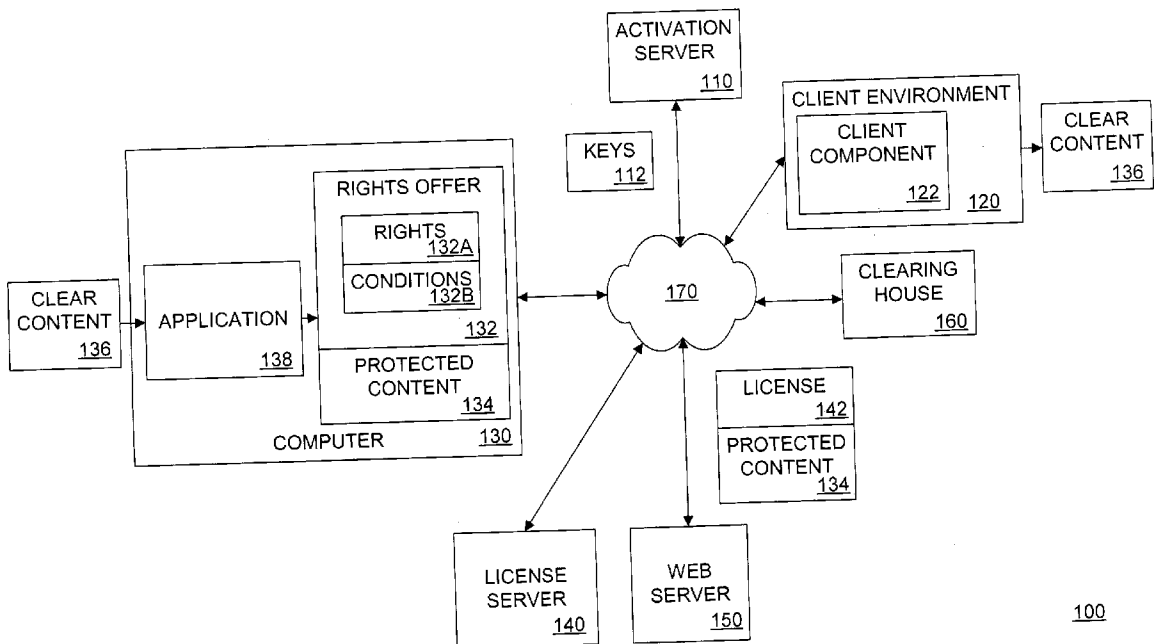 ACTIVATION
SERVER
110
KEYS
112
CLIENT ENVIRONMENT
CLIENT
COMPONENT
122
120
CLEAR
CONTENT
136
RIGHTS OFFER
RIGHTS
132A
CONDITIONS
132B
132
PROTECTED
CONTENT
134
CLEAR
CONTENT
136
APPLICATION
138
COMPUTER
130
170
CLEARING
HOUSE
160
LICENSE
142
PROTECTED
CONTENT
134
LICENSE
SERVER
140
WEB
SERVER
150
100